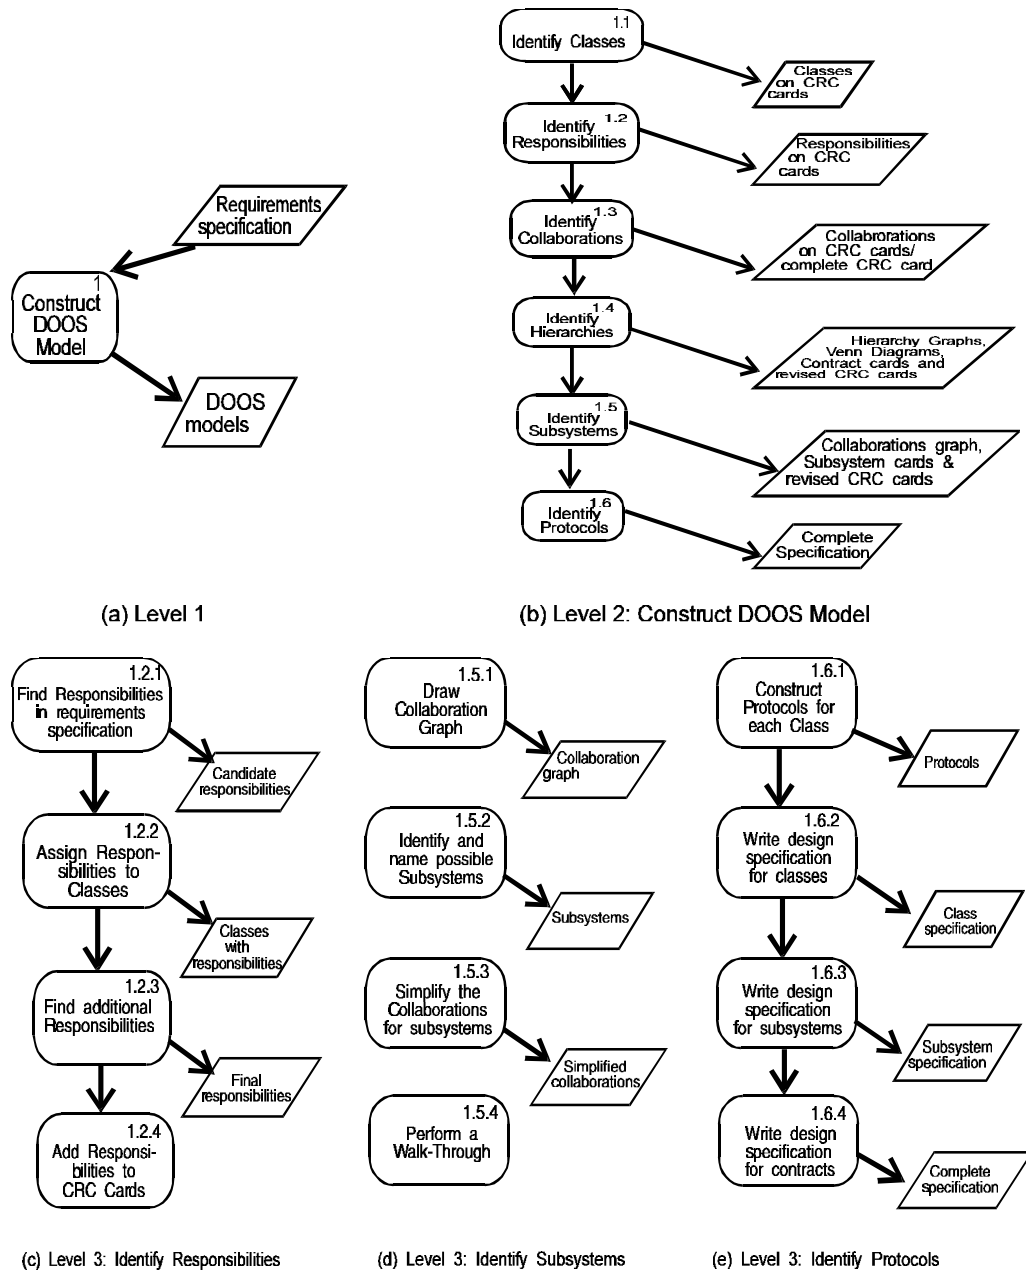 Requirements
specification
1
Construct
DOOS
Model
DOOS
models
(a) Level 1
1.1
Identify Classes
Classes
on CRC
cards
1.2
Identify
Responsibilities
Responsibilities
on CRC
cards
1.3
Identify
Collaborations
Collabrorations
on CRC cards/
complete CRC card
1.4
Identify
Hierarchies
Hierarchy Graphs,
Venn Diagrams,
Contract cards and
revised CRC cards
1.5
Identify
Subsystems
Collaborations graph,
Subsystem cards &
revised CRC cards
1.6
Identify
Protocols
Complete
Specification
(b) Level 2: Construct DOOS Model
1.2.1
Find Responsibilities
in requirements
specification
Candidate
responsibilities
1.2.2
Assign Respon-
sibilities to
Classes
Classes
with
responsibilities
1.2.3
Find additional
Responsibilities
Final
responsibilities
1.2.4
Add Responsi-
bilities to
CRC Cards
(c) Level 3: Identify Responsibilities
1.5.1
Draw
Collaboration
Graph
Collaboration
graph
1.5.2
Identify and
name possible
Subsystems
Subsystems
1.5.3
Simplify the
Collaborations
for subsystems
Simplified
collaborations
1.5.4
Perform a
Walk-Through
(d) Level 3: Identify Subsystems
1.6.1
Construct
Protocols for
each Class
Protocols
1.6.2
Write design
specification
for classes
Class
specification
1.6.3
Write design
specification
for subsystems
Subsystem
specification
1.6.4
Write design
specification
for contracts
Complete
specification
(e) Level 3: Identify Protocols